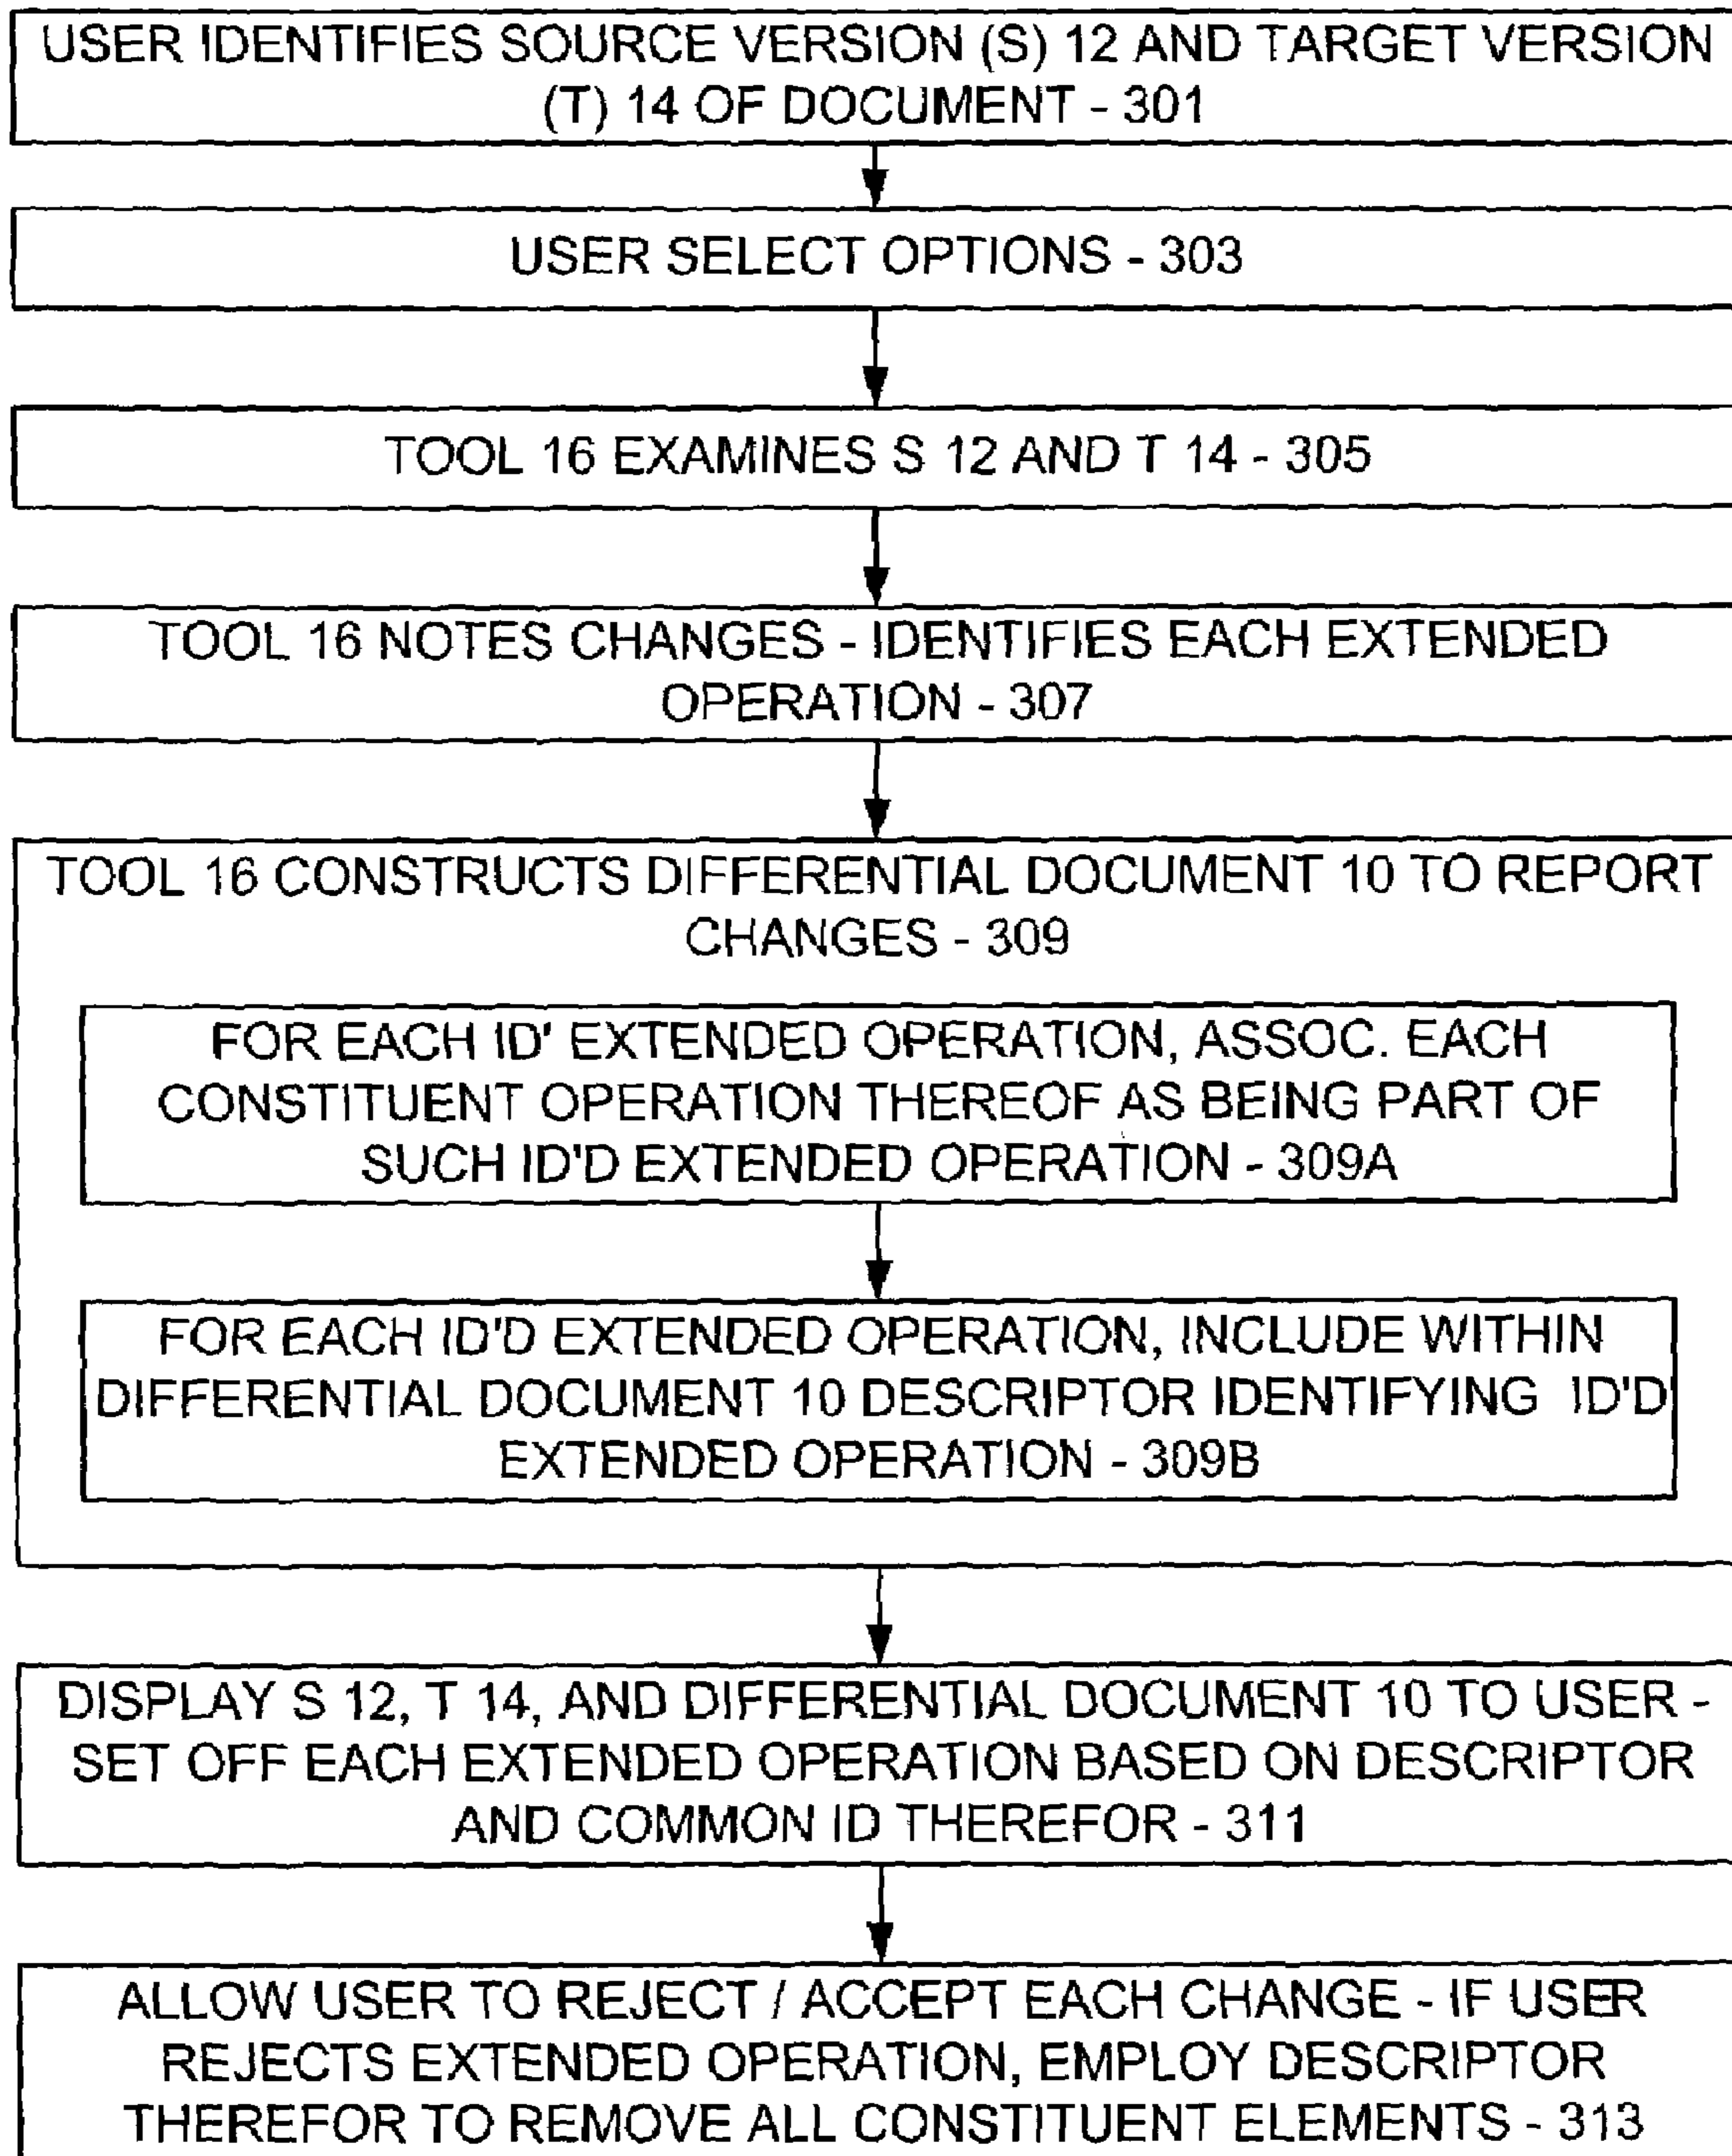 USER IDENTIFIES SOURCE VERSION (S) 12 AND TARGET VERSION
(T) 14 OF DOCUMENT - 301
USER SELECT OPTIONS - 303
TOOL 16 EXAMINES S 12 AND T 14 - 305
TOOL 16 NOTES CHANGES - IDENTIFIES EACH EXTENDED
OPERATION - 307
TOOL 16 CONSTRUCTS DIFFERENTIAL DOCUMENT 10 TO REPORT
CHANGES - 309
FOR EACH ID' EXTENDED OPERATION, ASSOC. EACH
CONSTITUENT OPERATION THEREOF AS BEING PART OF
SUCH ID'D EXTENDED OPERATION - 309A
FOR EACH ID'D EXTENDED OPERATION, INCLUDE WITHIN
DIFFERENTIAL DOCUMENT 10 DESCRIPTOR IDENTIFYING ID'D
EXTENDED OPERATION - 309B
DISPLAY S 12, T 14, AND DIFFERENTIAL DOCUMENT 10 TO USER -
SET OFF EACH EXTENDED OPERATION BASED ON DESCRIPTOR
AND COMMON ID THEREFOR - 311
ALLOW USER TO REJECT / ACCEPT EACH CHANGE - IF USER
REJECTS EXTENDED OPERATION, EMPLOY DESCRIPTOR
THEREFOR TO REMOVE ALL CONSTITUENT ELEMENTS - 313